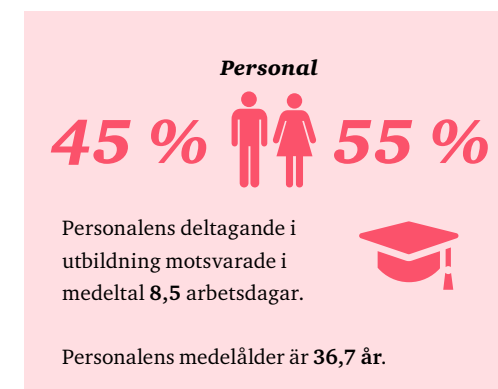 Personal
45 % 55 %
Personalens deltagande i
utbildning motsvarade i
medeltal 8,5 arbetsdagar.
Personalens medelålder är 36,7 år.